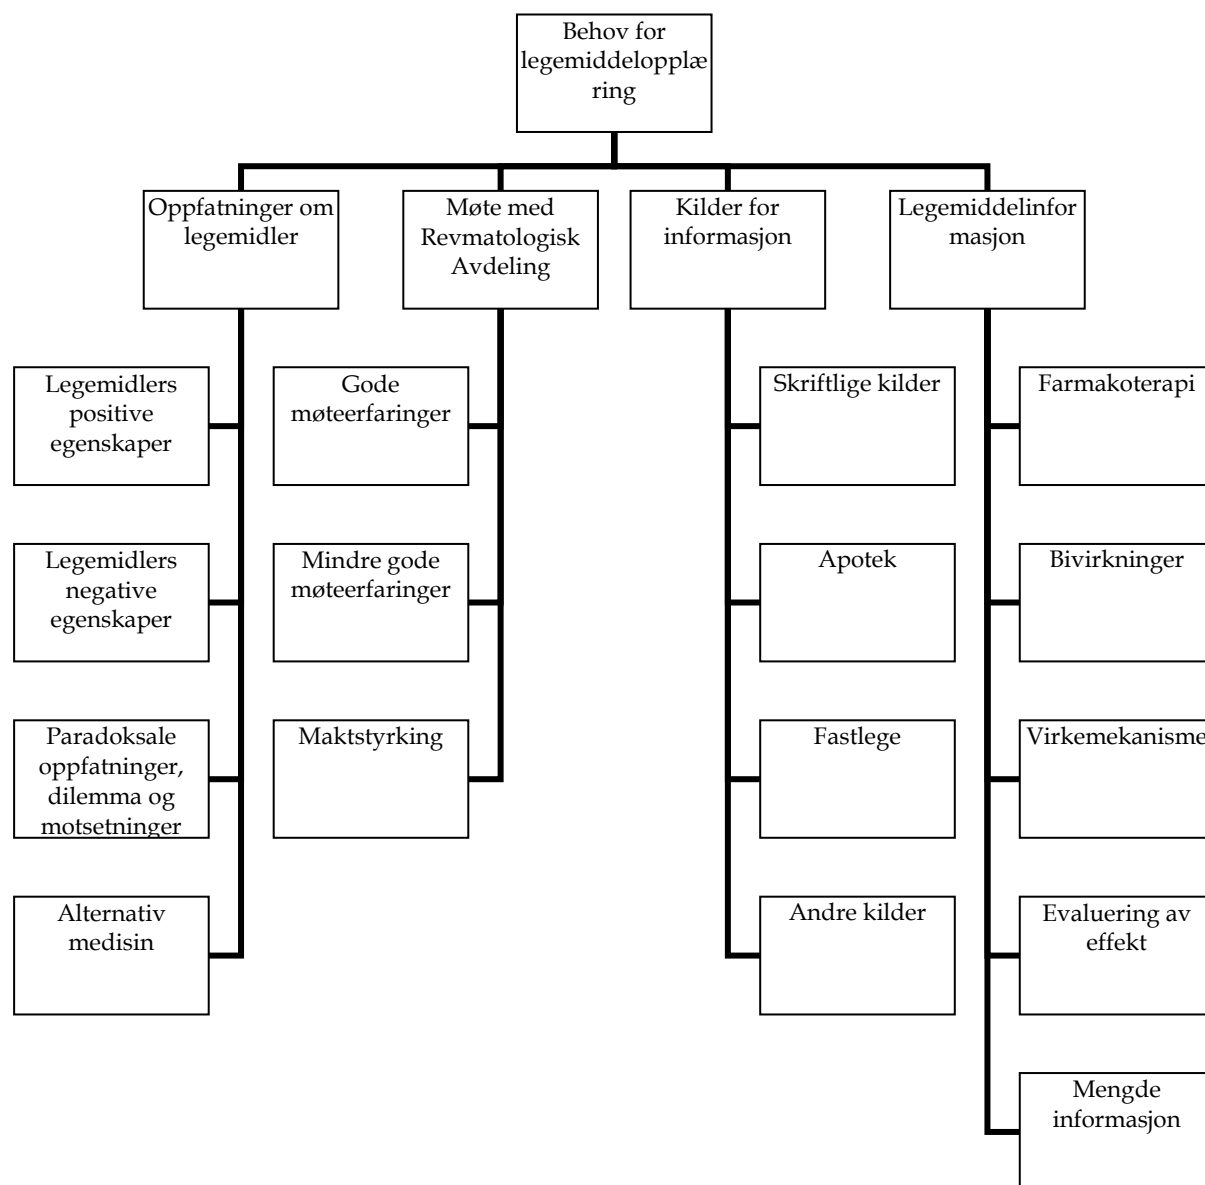 Behov for
legemiddelopplæ
ring
Oppfatninger om
legemidler
Møte med
Revmatologisk
Avdeling
Kilder for
informasjon
Legemiddelinfor
masjon
Legemidlers
positive
egenskaper
Legemidlers
negative
egenskaper
Paradoksale
oppfatninger,
dilemma og
motsetninger
Alternativ
medisin
Gode
møteerfaringer
Mindre gode
møteerfaringer
Maktstyrking
Skriftlige kilder
Apotek
Fastlege
Andre kilder
Farmakoterapi
Bivirkninger
Virkemekanisme
Evaluering av
effekt
Mengde
informasjon